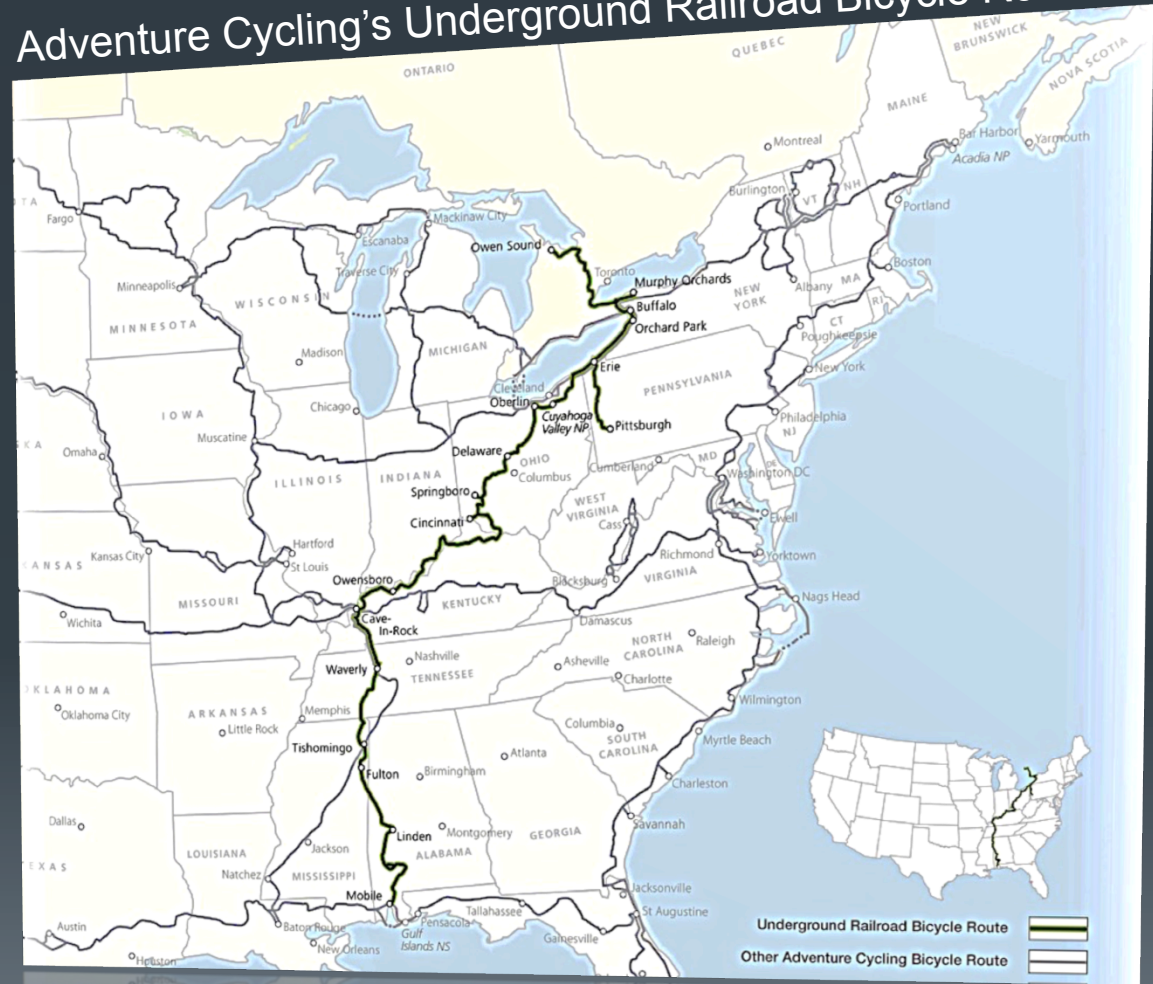 Adventure Cycling's Underground Railroad Bicycle
NEW
BRUNSWICK
QUEBEC
ONTARIO
NOVA SCOTIA
MAINE
Montreal
Bar Harbor
Yarmouth
Acadia NP
Burlington
VT
NH
Portland
Fargo
Mackinaw City
Escanaba
Owen Sound
Boston
Traverse City
Toronto
Murphy Orchards
Minneapolis
Albany
MA
NEW
YORK
WISCONSIN
Buffalo
RI
CT
MINNESOTA
Orchard Park
Poughkeepsie
Madison
MICHIGAN
Erie
New York
PENNSYLVANIA
Cleveland
Oberlin
Chicago
IOWA
Cuyahoga
Valley NP
Philadelphia
Pittsburgh
NJ
Muscatine
Omaha
Delaware
OHIO
MD
DE
Cumberland
Washington DC
ILLINOIS
INDIANA
Columbus
Springboro
WEST
VIRGINIA
Cincinnati
Cass
Ewell
Hartford
Kansas City
St Louis
Richmond
Yorktown
ANSAS
Owensboro
Blacksburg
VIRGINIA
Nags Head
MISSOURI
KENTUCKY
Wichita
Cave-
In-Rock
Damascus
NORTH
CAROLINA
Raleigh
Nashville
Waverly
TENNESSEE
Asheville
Charlotte
OKLAHOMA
Oklahoma City
ARKANSAS
Memphis
Wilmington
Little Rock
Columbia
SOUTH
CAROLINA
Myrtle Beach
Tishomingo
Atlanta
Fulton
Birmingham
Charleston
Dallas
Linden
Montgomery
GEORGIA
Savannah
Jackson
ALABAMA
EXAS
LOUISIANA
Natchez
MISSISSIPPI
Mobile
Jacksonville
Tallahassee
St Augustine
Austin
Baton Rouge
Pensacola
Gulf
Islands NS
Gainesville
New Orleans
Houston
Underground Railroad Bicycle Route
Other Adventure Cycling Bicycle Route